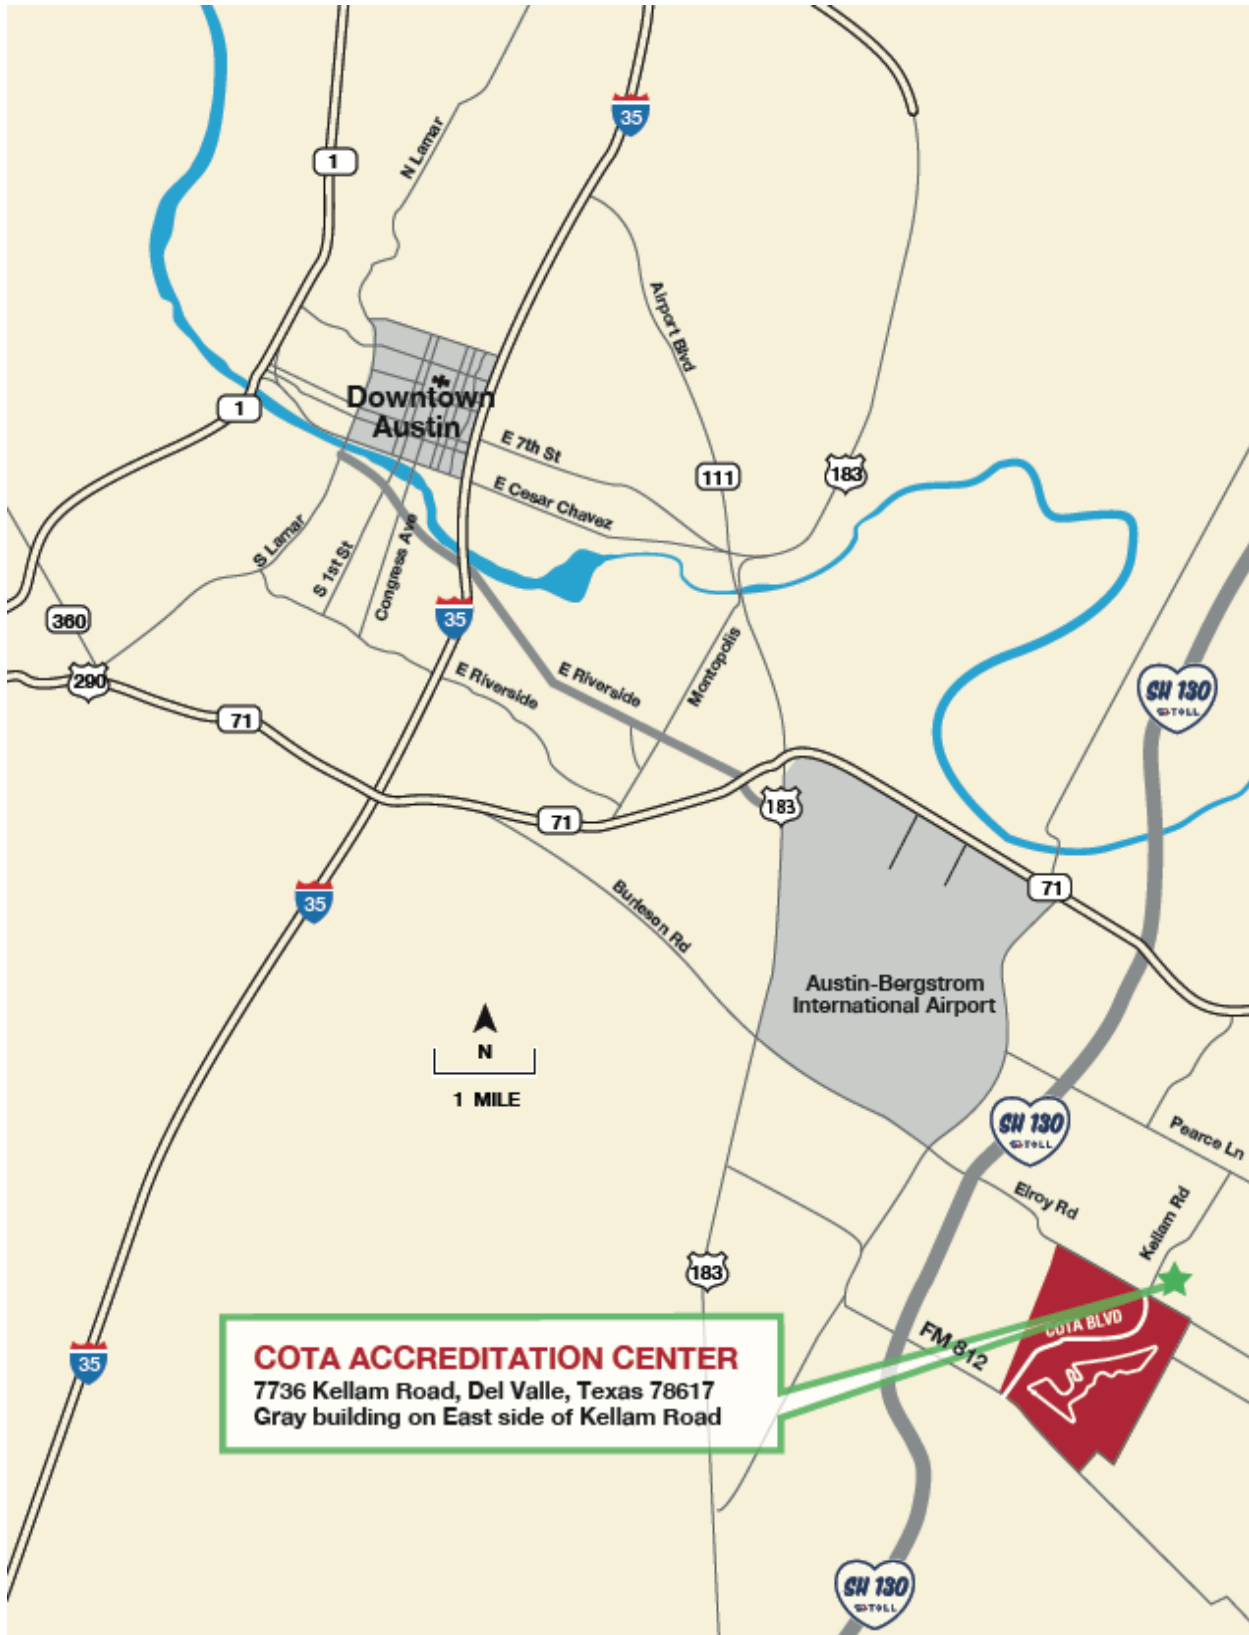 35
1
N Lamar
Airport Blvd
Downtown
Austin
1
E 7th St
111
183
E Cesar Chavez
S Lamar
S 1st St
Congress Ave
360
35
290
E Riverside
E Riverside
Montopolis
SH 130
TOLL
71
183
71
71
35
Burleson Rd
Austin-Bergstrom
International Airport
N
1 MILE
SH 130
TOLL
Pearce Ln
Elroy Rd
Kellam Rd
183
COTA BLVD
FM 812
COTA ACCREDITATION CENTER
7736 Kellam Road, Del Valle, Texas 78617
Gray building on East side of Kellam Road
35
SH 130
TOLL